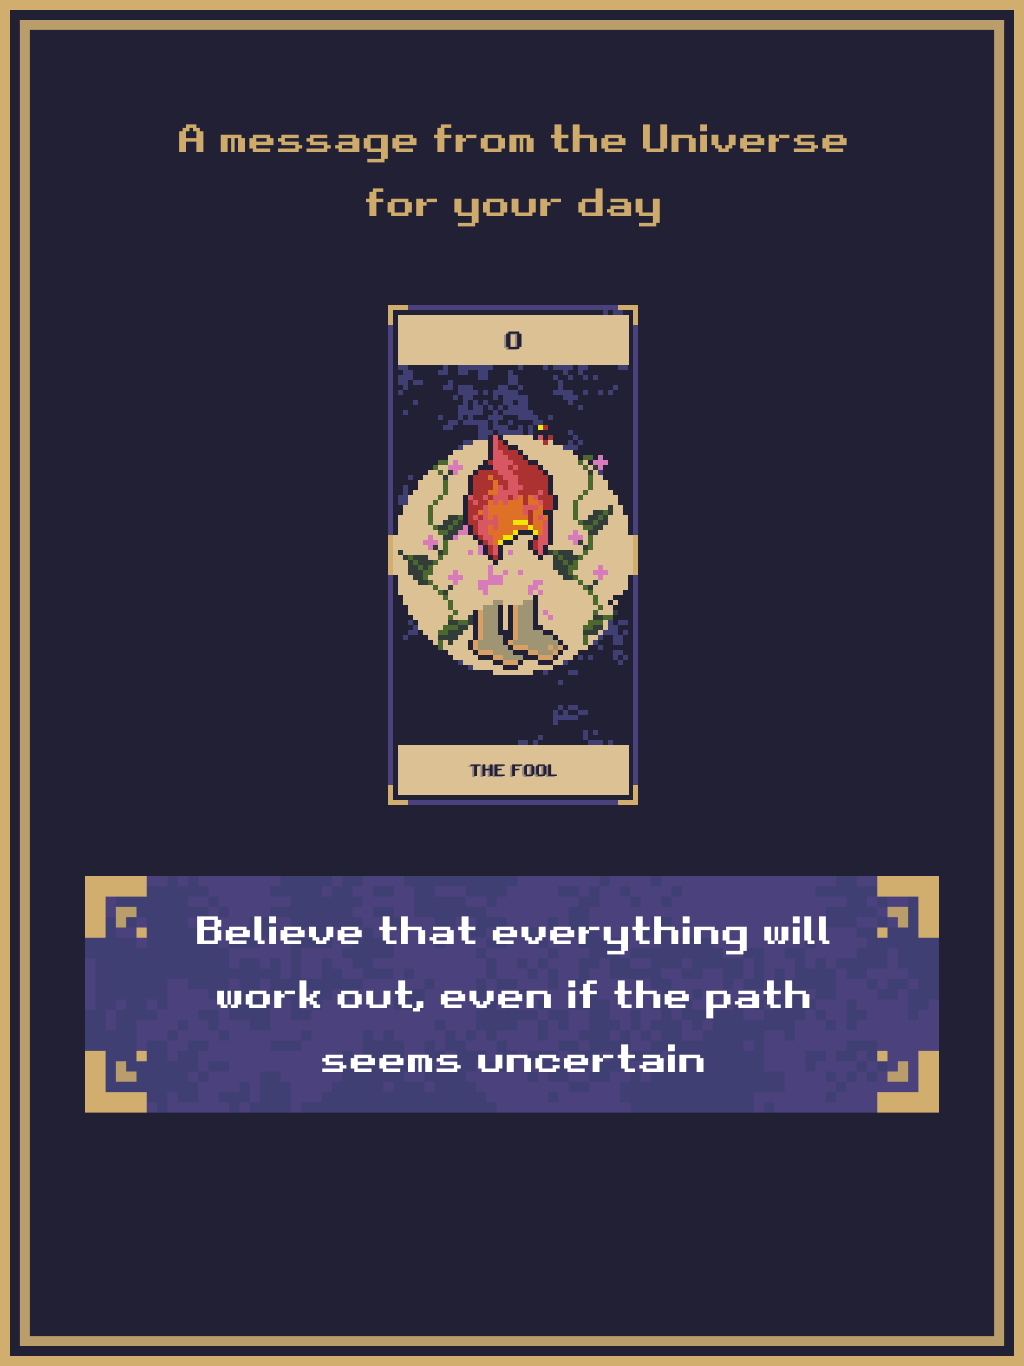 A message from the Universe
for your day
0
THE FOOL
Believe that everything will
work out, even if the path
seems uncertain